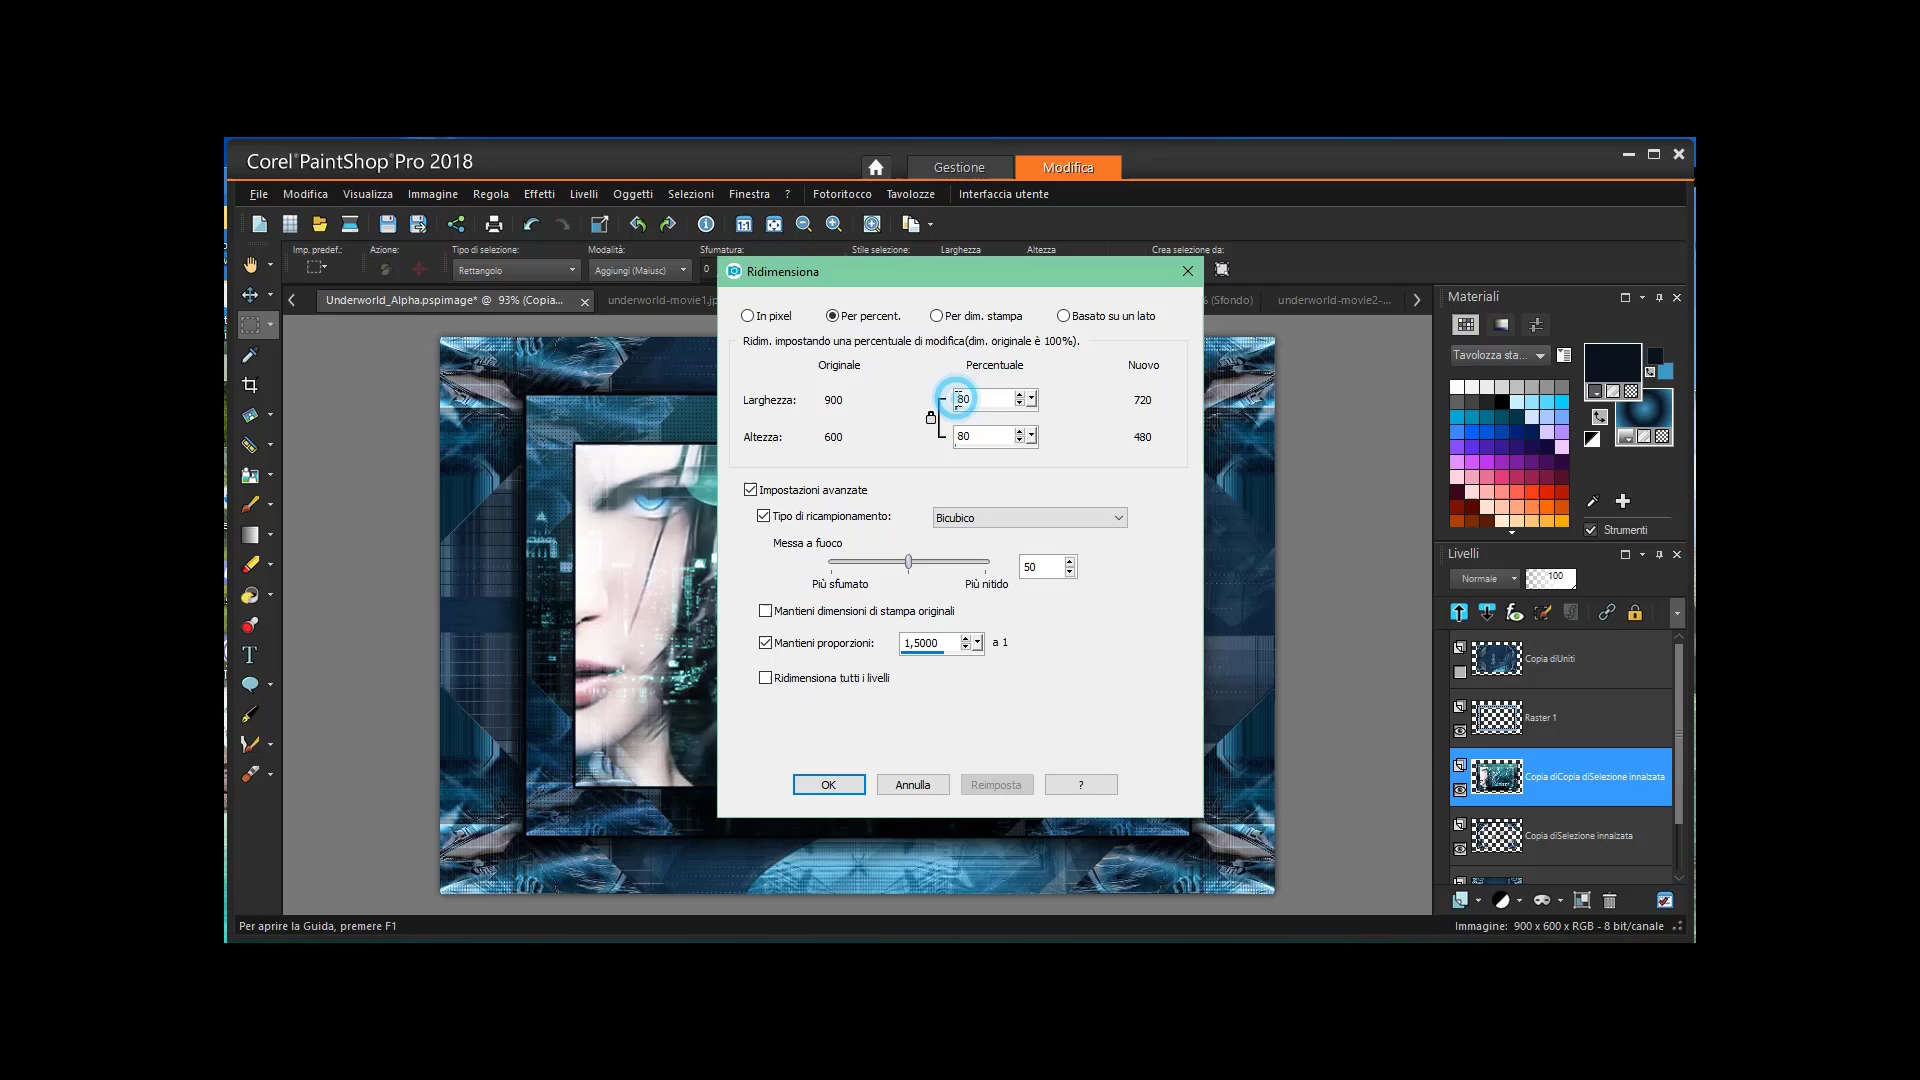 Corel®PaintShop®Pro 2018
Gestione
Modifica
File Modifica Visualizza Immagine Regola Effetti Livelli Oggetti Selezioni Finestra ? Fotoritocco Tavolozze Interfaccia utente
Imp. predef.: Azione: Tipo di selezione: Modalità: Sfumatura: Stile selezione: Larghezza Altezza Crea selezione da:
Rettangolo Aggiungi (Maiusc) 0
Underworld_Alpha.pspimage* @ 93% (Copia... underworld-movie1.jp % (Sfondo) underworld-movie2-...
Ridimensiona
In pixel Per percent. Per dim. stampa Basato su un lato
Ridim. impostando una percentuale di modifica(dim. originale è 100%).
Originale Percentuale Nuovo
Larghezza: 900 80 720
Altezza: 600 80 480
Impostazioni avanzate
Tipo di ricampionamento: Bicubico
Messa a fuoco
50
Più sfumato Più nitido
Mantieni dimensioni di stampa originali
Mantieni proporzioni: 1,5000 a 1
Ridimensiona tutti i livelli
OK Annulla Reimposta ?
Materiali
Tavolozza sta...
Strumenti
Livelli
Normale 100
Copia diUniti
Raster 1
Copia diCopia diSelezione innalzata
Copia diSelezione innalzata
Per aprire la Guida, premere F1
Immagine: 900 x 600 x RGB - 8 bit/canale